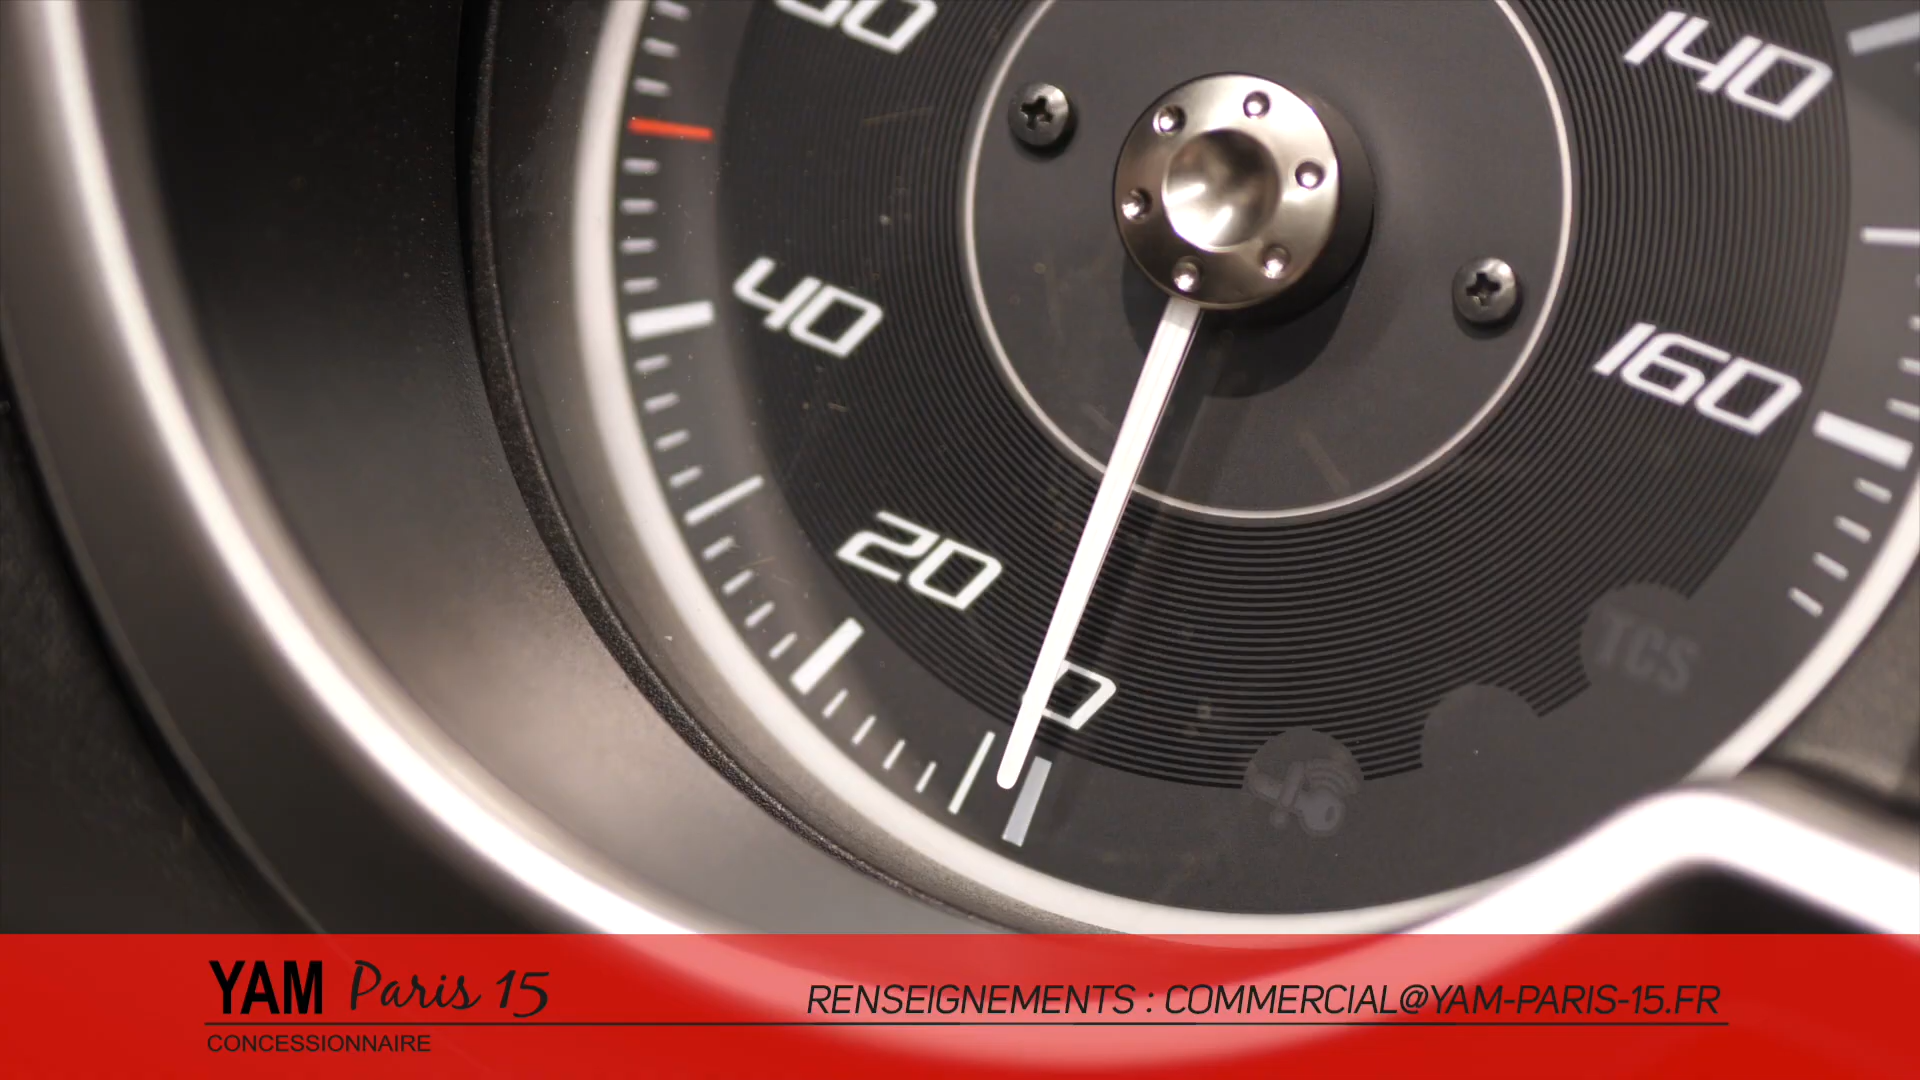 140
40
160
20
0
TCS
YAM Paris 15
CONCESSIONNAIRE
RENSEIGNEMENTS : COMMERCIAL@YAM-PARIS-15.FR